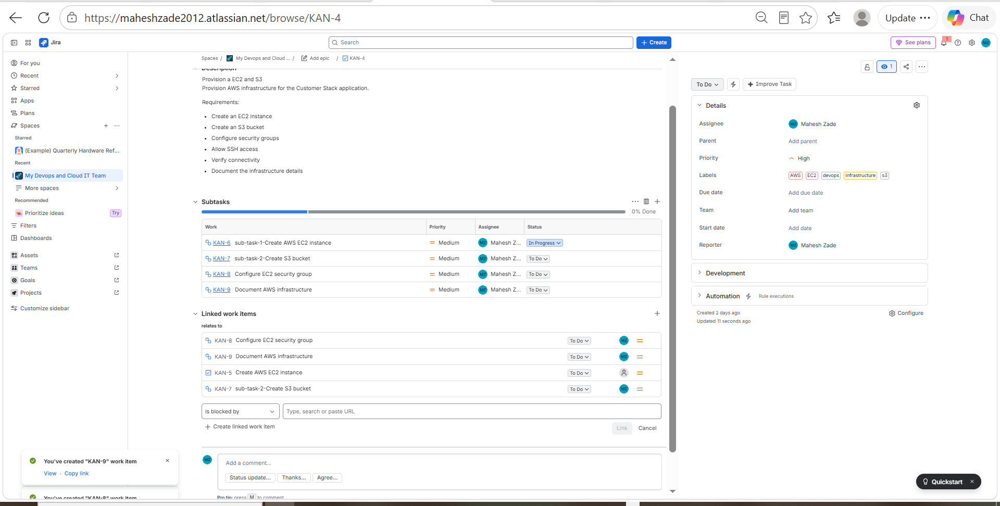 https://maheshzade2012.atlassian.net/browse/KAN-4
Update
Chat
Jira
Search
Create
See plans
1
MZ
For you
Recent
Starred
Apps
Plans
Spaces
Starred
(Example) Quarterly Hardware Ref...
Recent
My Devops and Cloud IT Team
More spaces
Recommended
Prioritize ideas
Try
Filters
Dashboards
Assets
Teams
Goals
Projects
Customize sidebar
Spaces / My Devops and Cloud ... / Add epic / KAN-4
Description
Provision a EC2 and S3
Provision AWS infrastructure for the Customer Stack application.
Requirements:
• Create an EC2 instance
• Create an S3 bucket
• Configure security groups
• Allow SSH access
• Verify connectivity
• Document the infrastructure details
Subtasks
0% Done
Work Priority Assignee Status
KAN-6 sub-task-1-Create AWS EC2 instance Medium MZ Mahesh Z... In Progress
KAN-7 sub-task-2-Create S3 bucket Medium MZ Mahesh Z... To Do
KAN-8 Configure EC2 security group Medium MZ Mahesh Z... To Do
KAN-9 Document AWS infrastructure Medium MZ Mahesh Z... To Do
Linked work items
relates to
KAN-8 Configure EC2 security group To Do MZ
KAN-9 Document AWS infrastructure To Do MZ
KAN-5 Create AWS EC2 instance To Do
KAN-7 sub-task-2-Create S3 bucket To Do MZ
is blocked by
Type, search or paste URL
Create linked work item
Link
Cancel
MZ
Add a comment...
Status update...
Thanks...
Agree...
Pro tip: press M to comment
1
To Do
Improve Task
Details
Assignee MZ Mahesh Zade
Parent Add parent
Priority High
Labels AWS EC2 devops infrastructure s3
Due date Add due date
Team Add team
Start date Add date
Reporter MZ Mahesh Zade
Development
Automation Rule executions
Created 2 days ago
Configure
Updated 11 seconds ago
You've created "KAN-9" work item
View · Copy link
You've created "KAN-8" work item
Quickstart